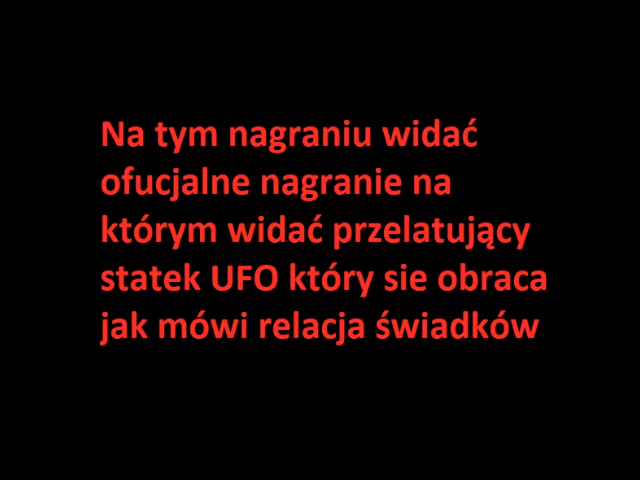 Na tym nagraniu widać
ofucjalne nagranie na
którym widać przelatujący
statek UFO który sie obraca
jak mówi relacja świadków